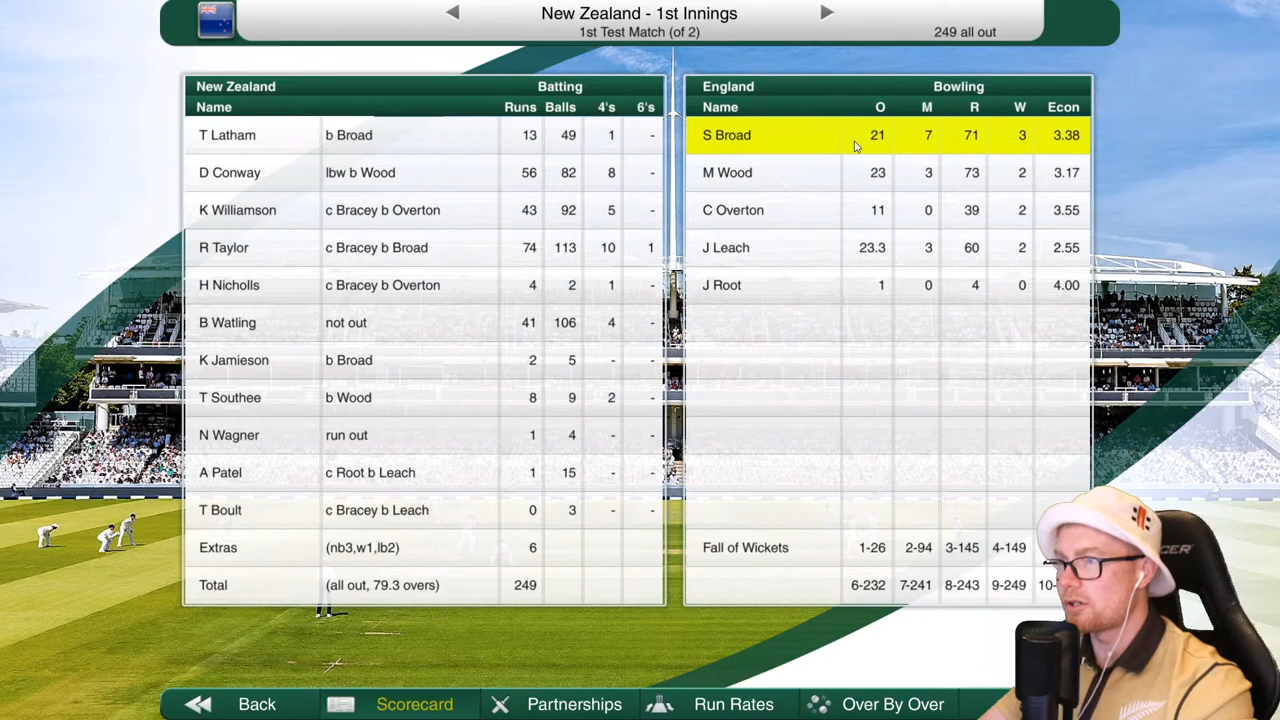 New Zealand - 1st Innings
1st Test Match (of 2)
249 all out
New Zealand Batting
Name Runs Balls 4's 6's
T Latham b Broad 13 49 1 -
D Conway lbw b Wood 56 82 8 -
K Williamson c Bracey b Overton 43 92 5 -
R Taylor c Bracey b Broad 74 113 10 1
H Nicholls c Bracey b Overton 4 2 1 -
B Watling not out 41 106 4 -
K Jamieson b Broad 2 5 - -
T Southee b Wood 8 9 2 -
N Wagner run out 1 4 - -
A Patel c Root b Leach 1 15 - -
T Boult c Bracey b Leach 0 3 - -
Extras (nb3,w1,lb2) 6
Total (all out, 79.3 overs) 249
England Bowling
Name O M R W Econ
S Broad 21 7 71 3 3.38
M Wood 23 3 73 2 3.17
C Overton 11 0 39 2 3.55
J Leach 23.3 3 60 2 2.55
J Root 1 0 4 0 4.00
Fall of Wickets 1-26 2-94 3-145 4-149
6-232 7-241 8-243 9-249 10-
Back Scorecard Partnerships Run Rates Over By Over